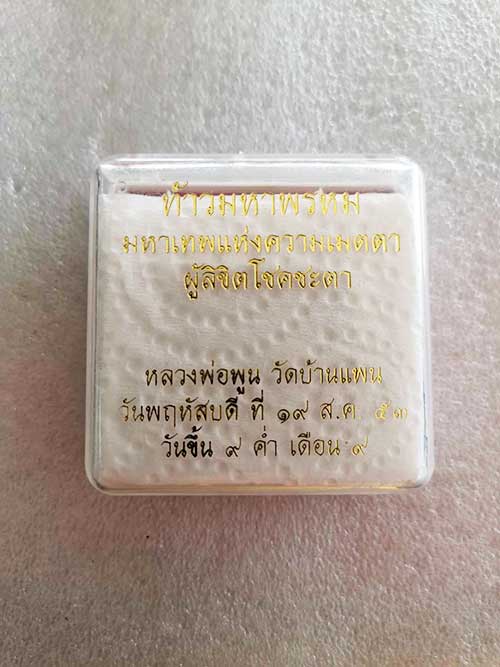 ท้าวมหาพรหม
มหาเทพแห่งความเมตตา
ผู้ลิขิตโชคชะตา
หลวงพ่อพูน วัดบ้านแพน
วันพฤหัสบดี ที่ ๑๙ ส.ค. ๕๓
วันขึ้น ๙ ค่ำ เดือน ๙